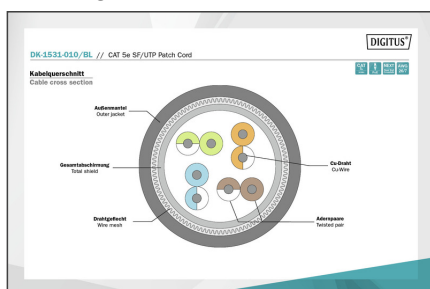 DIGITUS®
DK-1531-010/BL // CAT 5e SF/UTP Patch Cord
Kabelquerschnitt
Cable cross section
Außenmantel
Outer jacket
Gesamtabschirmung
Total shield
Cu-Draht
Cu-Wire
Drahtgeflecht
Wire mesh
Adernpaare
Twisted pair